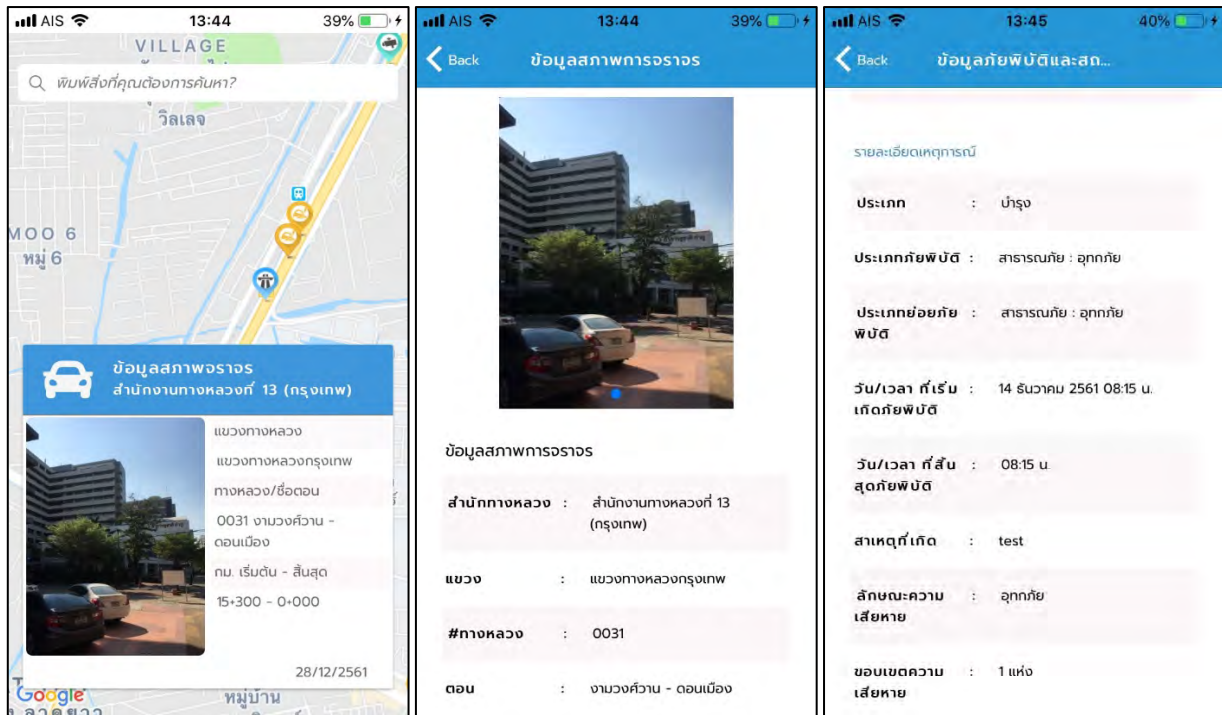 AIS
13:44
39%
VILLAGE
พิมพ์สิ่งที่คุณต้องการค้นหา?
วิลเลจ
MOO 6
หมู่ 6
ข้อมูลสภาพจราจร
สำนักงานทางหลวงที่ 13 (กรุงเทพ)
แขวงทางหลวง
แขวงทางหลวงกรุงเทพ
ทางหลวง/ชื่อตอน
0031 งามวงศ์วาน -
ดอนเมือง
กม. เริ่มต้น - สิ้นสุด
15+300 - 0+000
28/12/2561
Google
หมู่บ้าน
AIS
13:44
39%
Back
ข้อมูลสภาพการจราจร
ข้อมูลสภาพการจราจร
สำนักทางหลวง : สำนักงานทางหลวงที่ 13
(กรุงเทพ)
แขวง : แขวงทางหลวงกรุงเทพ
#ทางหลวง : 0031
ตอน : งามวงศ์วาน - ดอนเมือง
AIS
13:45
40%
Back
ข้อมูลภัยพิบัติและสถ...
รายละเอียดเหตุการณ์
ประเภท : บำรุง
ประเภทภัยพิบัติ : สาธารณภัย : อุทกภัย
ประเภทย่อยภัย : สาธารณภัย : อุทกภัย
พิบัติ
วัน/เวลา ที่เริ่ม : 14 ธันวาคม 2561 08:15 น.
เกิดภัยพิบัติ
วัน/เวลา ที่สิ้น : 08:15 น.
สุดภัยพิบัติ
สาเหตุที่เกิด : test
ลักษณะความ : อุทกภัย
เสียหาย
ขอบเขตความ : 1 แห่ง
เสียหาย